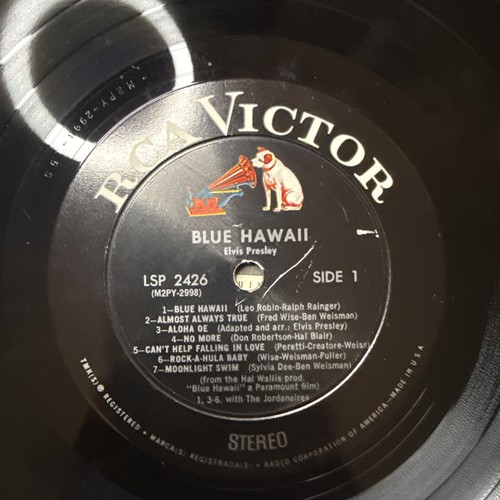 RCA VICTOR
BLUE HAWAII
Elvis Presley
LSP 2426
(M2PY-2998)
SIDE 1
1—BLUE HAWAII (Leo Robin-Ralph Rainger)
2—ALMOST ALWAYS TRUE (Fred Wise-Ben Weisman)
3—ALOHA OE (Adapted and arr.: Elvis Presley)
4—NO MORE (Don Robertson-Hal Blair)
5—CAN'T HELP FALLING IN LOVE (Peretti-Creatore-Weiss)
6—ROCK-A-HULA BABY (Wise-Weisman-Fuller)
7—MOONLIGHT SWIM (Sylvia Dee-Ben Weisman)
(from the Hal Wallis prod.
"Blue Hawaii" a Paramount film)
1, 3-6. with The Jordanaires
STEREO
TMK(S) ® REGISTERED • MARCA(S) REGISTRADA(S) • RADIO CORPORATION OF AMERICA—MADE IN U.S.A.